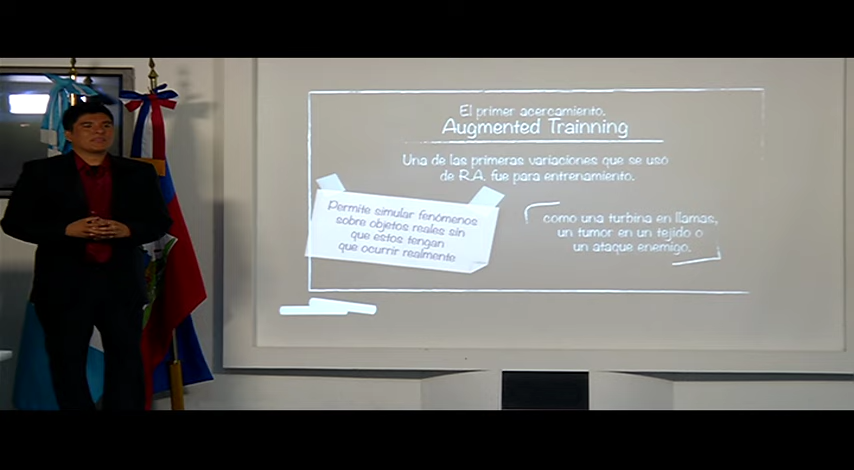 El primer acercamiento.
Augmented Trainning
Una de las primeras variaciones que se usó
de R.A. fue para entrenamiento.
Permite simular fenómenos
sobre objetos reales sin
que estos tengan
que ocurrir realmente
como una turbina en llamas,
un tumor en un tejido o
un ataque enemigo.